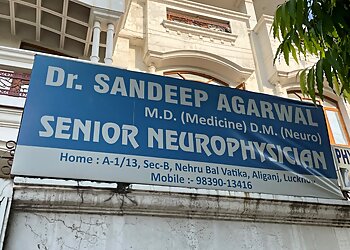 Dr. SANDEEP AGARWAL
M.D. (Medicine) D.M. (Neuro)
SENIOR NEUROPHYSICIAN
Home : A-1/13, Sec-B, Nehru Bal Vatika, Aliganj, Luckn
Mobile :- 98390-13416